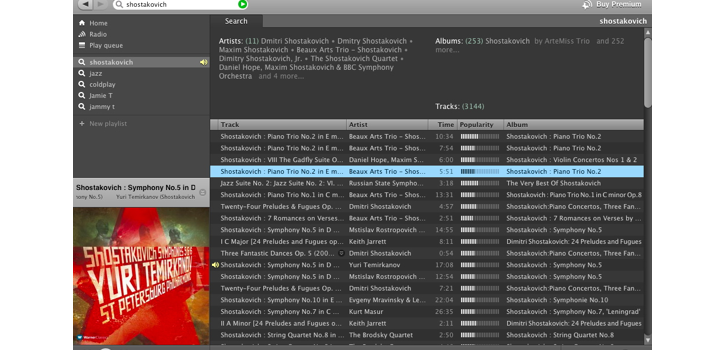 shostakovich
Buy Premium
Home
Radio
Play queue
shostakovich
Jazz
coldplay
Jamie T
jammy t
New playlist
Search
shostakovich
Artists: (11) Dmitri Shostakovich • Dmitry Shostakovich •
Maxim Shostakovich • Beaux Arts Trio - Shostakovich •
Dimitry Shostakovich, Jr. • The Shostakovich Quartet •
Daniel Hope, Maxim Shostakovich & BBC Symphony
Orchestra and 4 more...
Albums: (253) Shostakovich by ArteMiss Trio and 252
more...
Tracks: (3144)
Track Artist Time Popularity Album
Shostakovich : Piano Trio No.2 in E m... Beaux Arts Trio – Shos... 10:34 Shostakovich : Piano Trio No.2
Shostakovich : Piano Trio No.2 in E m... Beaux Arts Trio – Shos... 7:54 Shostakovich : Piano Trio No.2
Shostakovich : VIII The Gadfly Suite O... Daniel Hope, Maxim S... 6:00 Shostakovich : Violin Concertos Nos 1 & 2
Shostakovich : Piano Trio No.2 in E m... Beaux Arts Trio – Shos... 5:51 Shostakovich : Piano Trio No.2
Jazz Suite No. 2: Jazz Suite No. 2: VI. ... Russian State Sympho... 3:18 The Very Best Of Shostakovich
Shostakovich : Piano Trio No.1 in C m... Beaux Arts Trio – Shos... 13:31 Shostakovich : Piano Trio No.1 in C minor Op.8
Twenty-Four Preludes & Fugues Op. ... Dmitri Shostakovich 4:57 Shostakovich:Piano Concertos, Three Fan...
Shostakovich : 7 Romances on Verses... Beaux Arts Trio – Shos... 2:51 Shostakovich : 7 Romances on Verses by ...
Shostakovich : Symphony No.5 in D ... Mstislav Rostropovich ... 14:55 Shostakovich : Symphony No.5
I C Major [24 Preludes and Fugues op... Keith Jarrett 8:11 Dimitri Shostakovich: 24 Preludes and Fugues
Three Fantastic Dances Op. 5 (200... Dmitri Shostakovich 0:54 Shostakovich:Piano Concertos, Three Fan...
Shostakovich : Symphony No.5 in D ... Yuri Temirkanov 17:08 Shostakovich : Symphony No.5
Shostakovich : Symphony No.5 in D ... Mstislav Rostropovich ... 12:54 Shostakovich : Symphony No.5
Twenty-Four Preludes & Fugues Op. ... Dmitri Shostakovich 7:21 Shostakovich:Piano Concertos, Three Fan...
Shostakovich : Symphony No.10 in E ... Evgeny Mravinsky & Le... 22:04 Shostakovich : Symphonie No.10
Shostakovich : Symphony No.7 in C ... Kurt Masur 26:35 Shostakovich : Symphony No.7, 'Leningrad'
II A Minor [24 Preludes and Fugues o... Keith Jarrett 2:11 Dimitri Shostakovich: 24 Preludes and Fugues
Shostakovich : String Quartet No.8 in ... The Brodsky Quartet 2:50 Shostakovich : String Quartet No.8
Shostakovich : Symphony No.5 in D
ony No.5) Yuri Temirkanov (Shostakovich
SHOSTAKOVICH SYMPHONIES 5&6
YURI TEMIRKANOV
ST PETERSBURG PHILHARMONIC